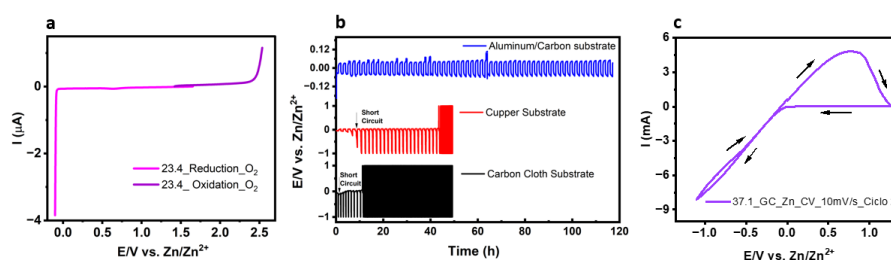 a
I (μA)
0
−2
−4
23.4_Reduction_O₂
23.4_ Oxidation_O₂
0.0 0.5 1.0 1.5 2.0 2.5
E/V vs. Zn/Zn²⁺
b
E/V vs. Zn/Zn²⁺
0.12
0.00
−0.12
Aluminum/Carbon substrate
1
0
−1
Short
Circuit
Cupper Substrate
1
0
−1
Short
Circuit
Carbon Cloth Substrate
0 20 40 60 80 100 120
Time (h)
c
I (mA)
6
3
0
−3
−6
−9
37.1_GC_Zn_CV_10mV/s_Ciclo
−1.0 −0.5 0.0 0.5 1.0
E/V vs. Zn/Zn²⁺